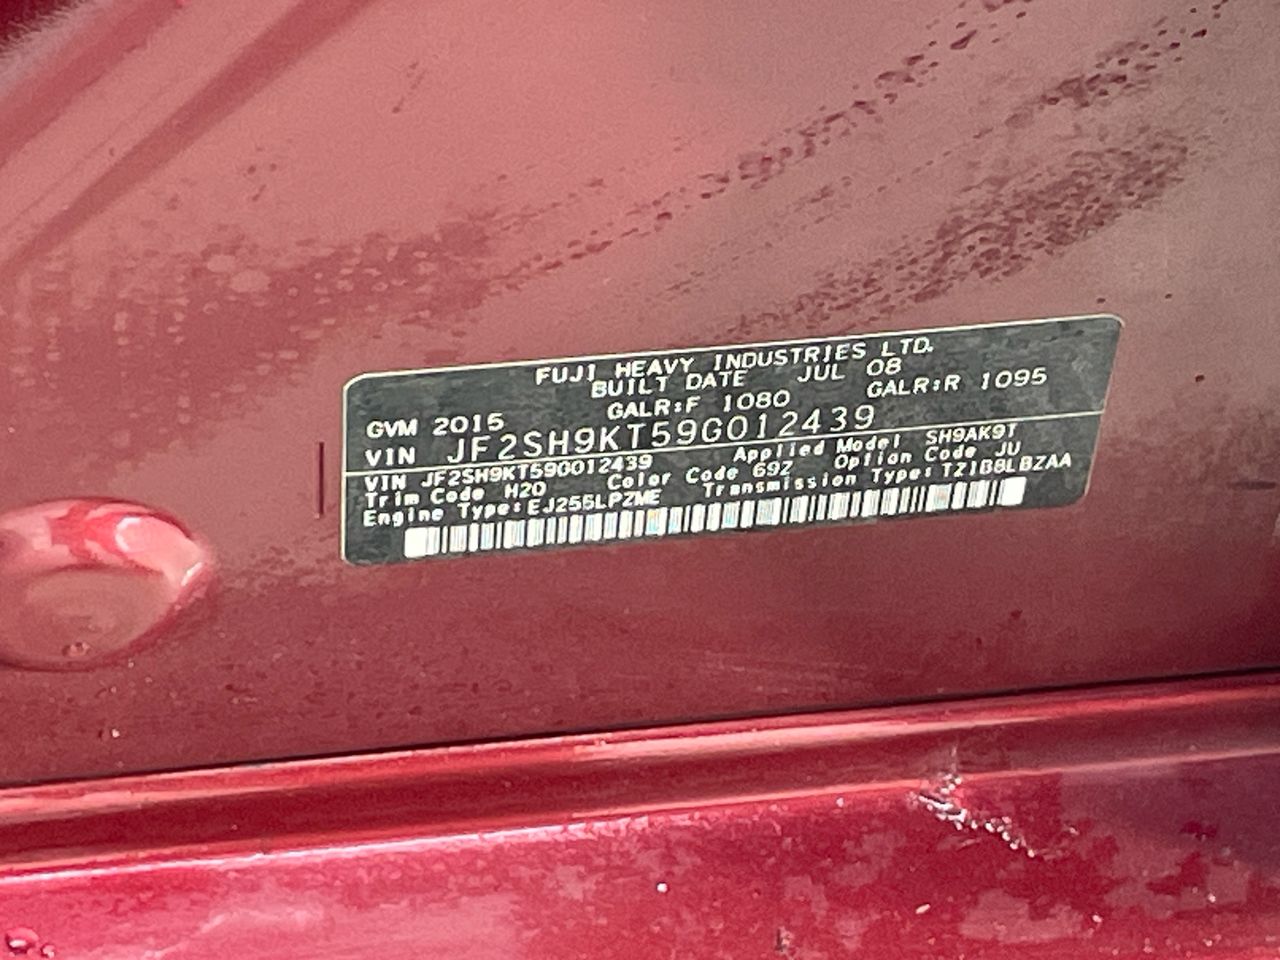 FUJI HEAVY INDUSTRIES LTD.
BUILT DATE JUL 08
GVM 2015 GALR:F 1080 GALR:R 1095
VIN JF2SH9KT59G012439
VIN JF2SH9KT59G012439 Applied Model SH9AK9T
Trim Code H20 Color Code 69Z Option Code JU
Engine Type: EJ255LPZME Transmission Type: TZ1B8LBZAA